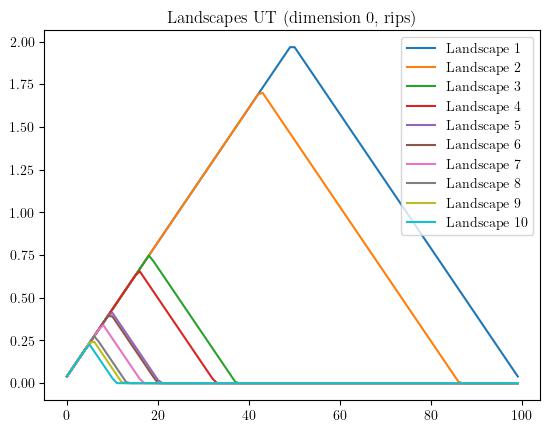 Landscapes UT (dimension 0, rips)
2.00
1.75
1.50
1.25
1.00
0.75
0.50
0.25
0.00
0 20 40 60 80 100
Landscape 1
Landscape 2
Landscape 3
Landscape 4
Landscape 5
Landscape 6
Landscape 7
Landscape 8
Landscape 9
Landscape 10